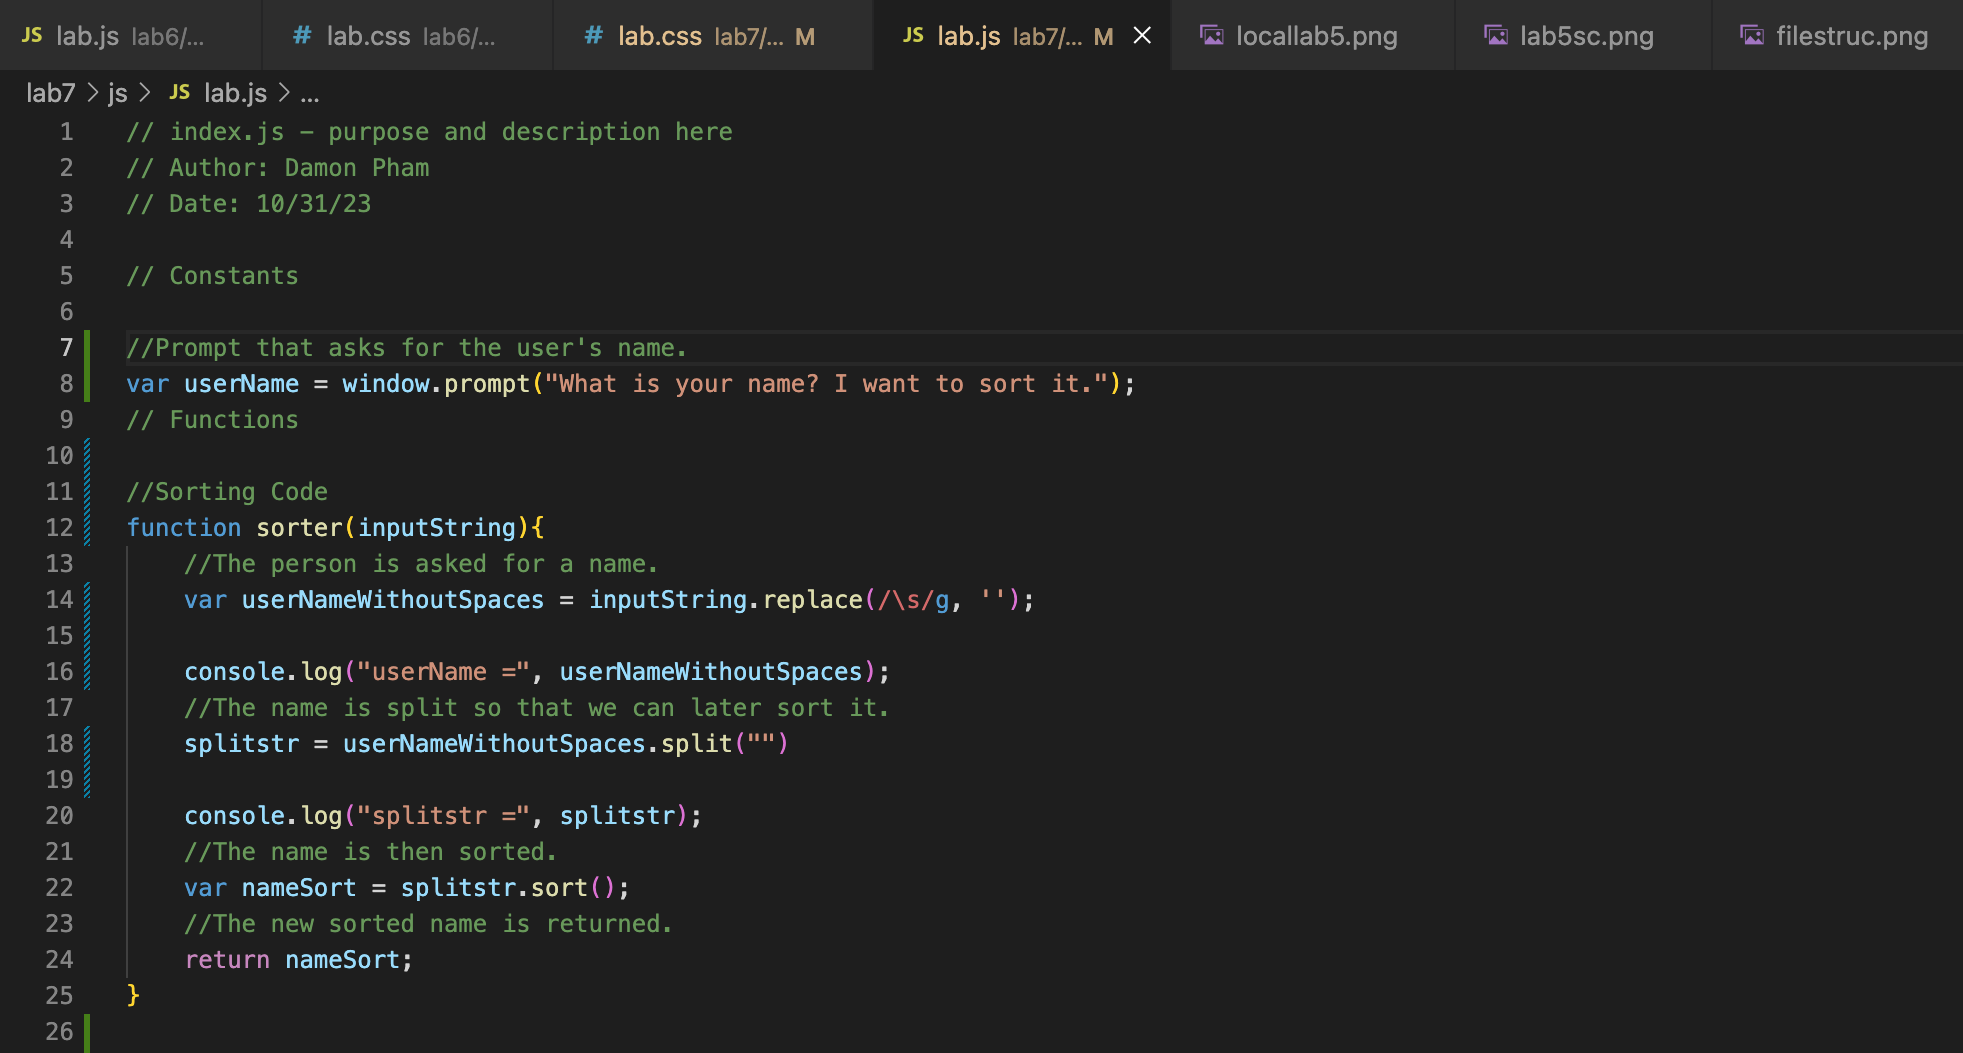 JS lab.js lab6/... # lab.css lab6/... # lab.css lab7/... M JS lab.js lab7/... M locallab5.png lab5sc.png filestruc.png
lab7 > js > JS lab.js > ...
1 // index.js – purpose and description here
2 // Author: Damon Pham
3 // Date: 10/31/23
4
5 // Constants
6
7 //Prompt that asks for the user's name.
8 var userName = window.prompt("What is your name? I want to sort it.");
9 // Functions
10
11 //Sorting Code
12 function sorter(inputString){
13     //The person is asked for a name.
14     var userNameWithoutSpaces = inputString.replace(/\s/g, '');
15
16     console.log("userName =", userNameWithoutSpaces);
17     //The name is split so that we can later sort it.
18     splitstr = userNameWithoutSpaces.split("")
19
20     console.log("splitstr =", splitstr);
21     //The name is then sorted.
22     var nameSort = splitstr.sort();
23     //The new sorted name is returned.
24     return nameSort;
25 }
26